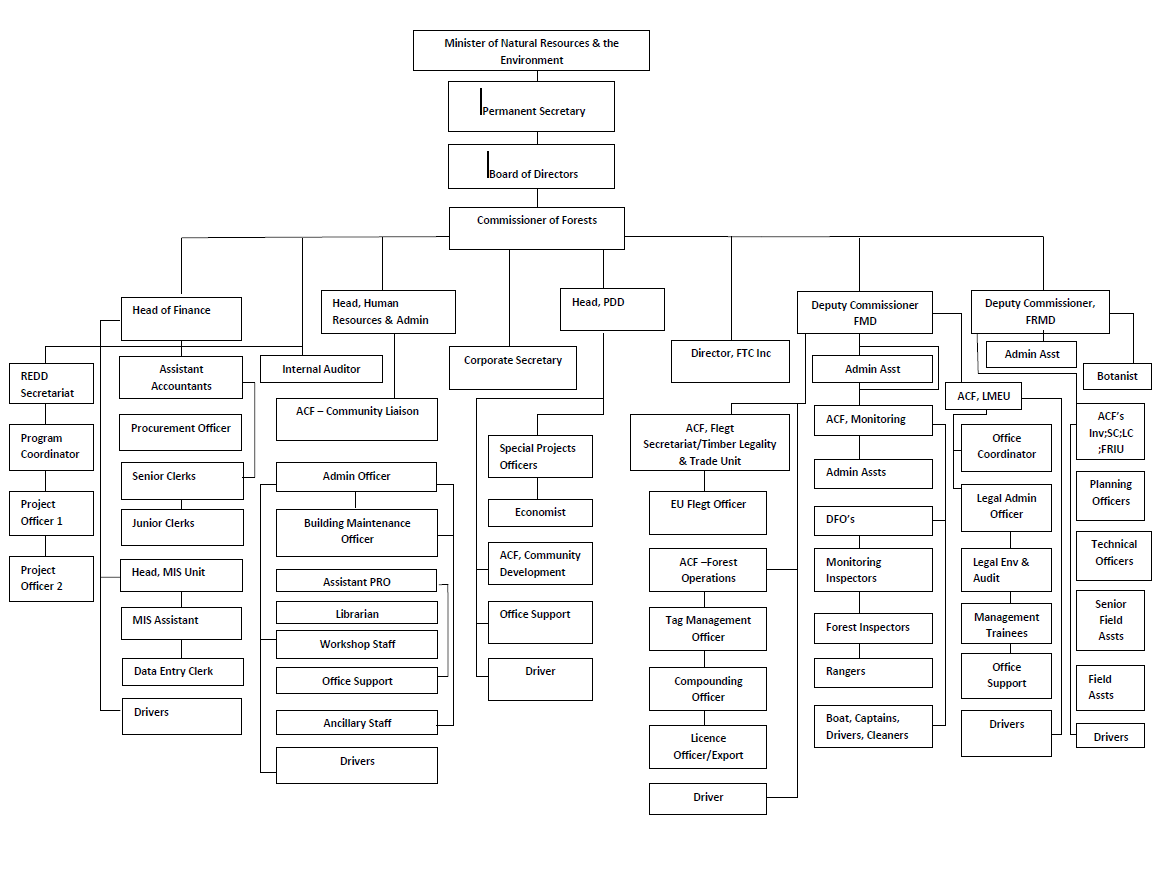 Minister of Natural Resources & the
Environment
Permanent Secretary
Board of Directors
Commissioner of Forests
Head of Finance
Head, Human
Resources & Admin
Head, PDD
Deputy Commissioner
FMD
Deputy Commissioner,
FRMD
REDD
Secretariat
Program
Coordinator
Project
Officer 1
Project
Officer 2
Assistant
Accountants
Procurement Officer
Senior Clerks
Junior Clerks
Head, MIS Unit
MIS Assistant
Data Entry Clerk
Drivers
Internal Auditor
ACF – Community Liaison
Admin Officer
Building Maintenance
Officer
Assistant PRO
Librarian
Workshop Staff
Office Support
Ancillary Staff
Drivers
Corporate Secretary
Special Projects
Officers
Economist
ACF, Community
Development
Office Support
Driver
Director, FTC Inc
ACF, Flegt
Secretariat/Timber Legality
& Trade Unit
EU Flegt Officer
ACF –Forest
Operations
Tag Management
Officer
Compounding
Officer
Licence
Officer/Export
Driver
Admin Asst
ACF, Monitoring
Admin Assts
DFO's
Monitoring
Inspectors
Forest Inspectors
Rangers
Boat, Captains,
Drivers, Cleaners
ACF, LMEU
Office
Coordinator
Legal Admin
Officer
Legal Env &
Audit
Management
Trainees
Office
Support
Drivers
Admin Asst
Botanist
ACF's
Inv;SC;LC
;FRIU
Planning
Officers
Technical
Officers
Senior
Field
Assts
Field
Assts
Drivers